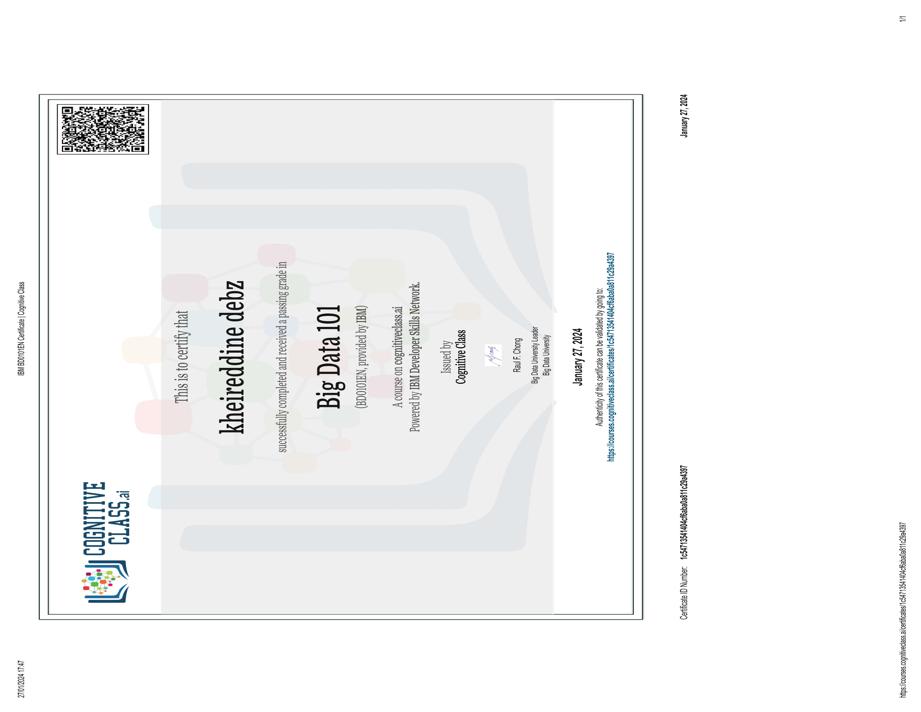 27/01/2024 17:47
IBM BD0101EN Certificate | Cognitive Class
COGNITIVE
CLASS.ai
This is to certify that
kheireddine debz
successfully completed and received a passing grade in
Big Data 101
(BD0101EN, provided by IBM)
A course on cognitiveclass.ai
Powered by IBM Developer Skills Network.
Issued by
Cognitive Class
Raul F. Chong
Big Data University Leader
Big Data University
January 27, 2024
Authenticity of this certificate can be validated by going to:
https://courses.cognitiveclass.ai/certificates/1c54713541404cf6aba0a811c29a4397
Certificate ID Number: 1c54713541404cf6aba0a811c29a4397
January 27, 2024
https://courses.cognitiveclass.ai/certificates/1c54713541404cf6aba0a811c29a4397
1/1